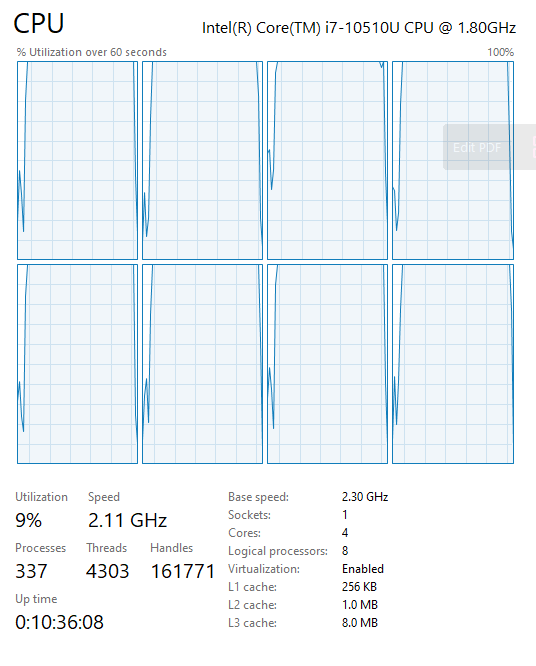 CPU
Intel(R) Core(TM) i7-10510U CPU @ 1.80GHz
% Utilization over 60 seconds
100%
Edit PDF
Utilization
Speed
9%
2.11 GHz
Processes
Threads
Handles
337
4303
161771
Up time
0:10:36:08
Base speed:
2.30 GHz
Sockets:
1
Cores:
4
Logical processors:
8
Virtualization:
Enabled
L1 cache:
256 KB
L2 cache:
1.0 MB
L3 cache:
8.0 MB